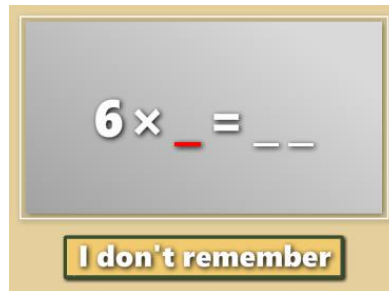 6 × _ = _ _
I don't remember